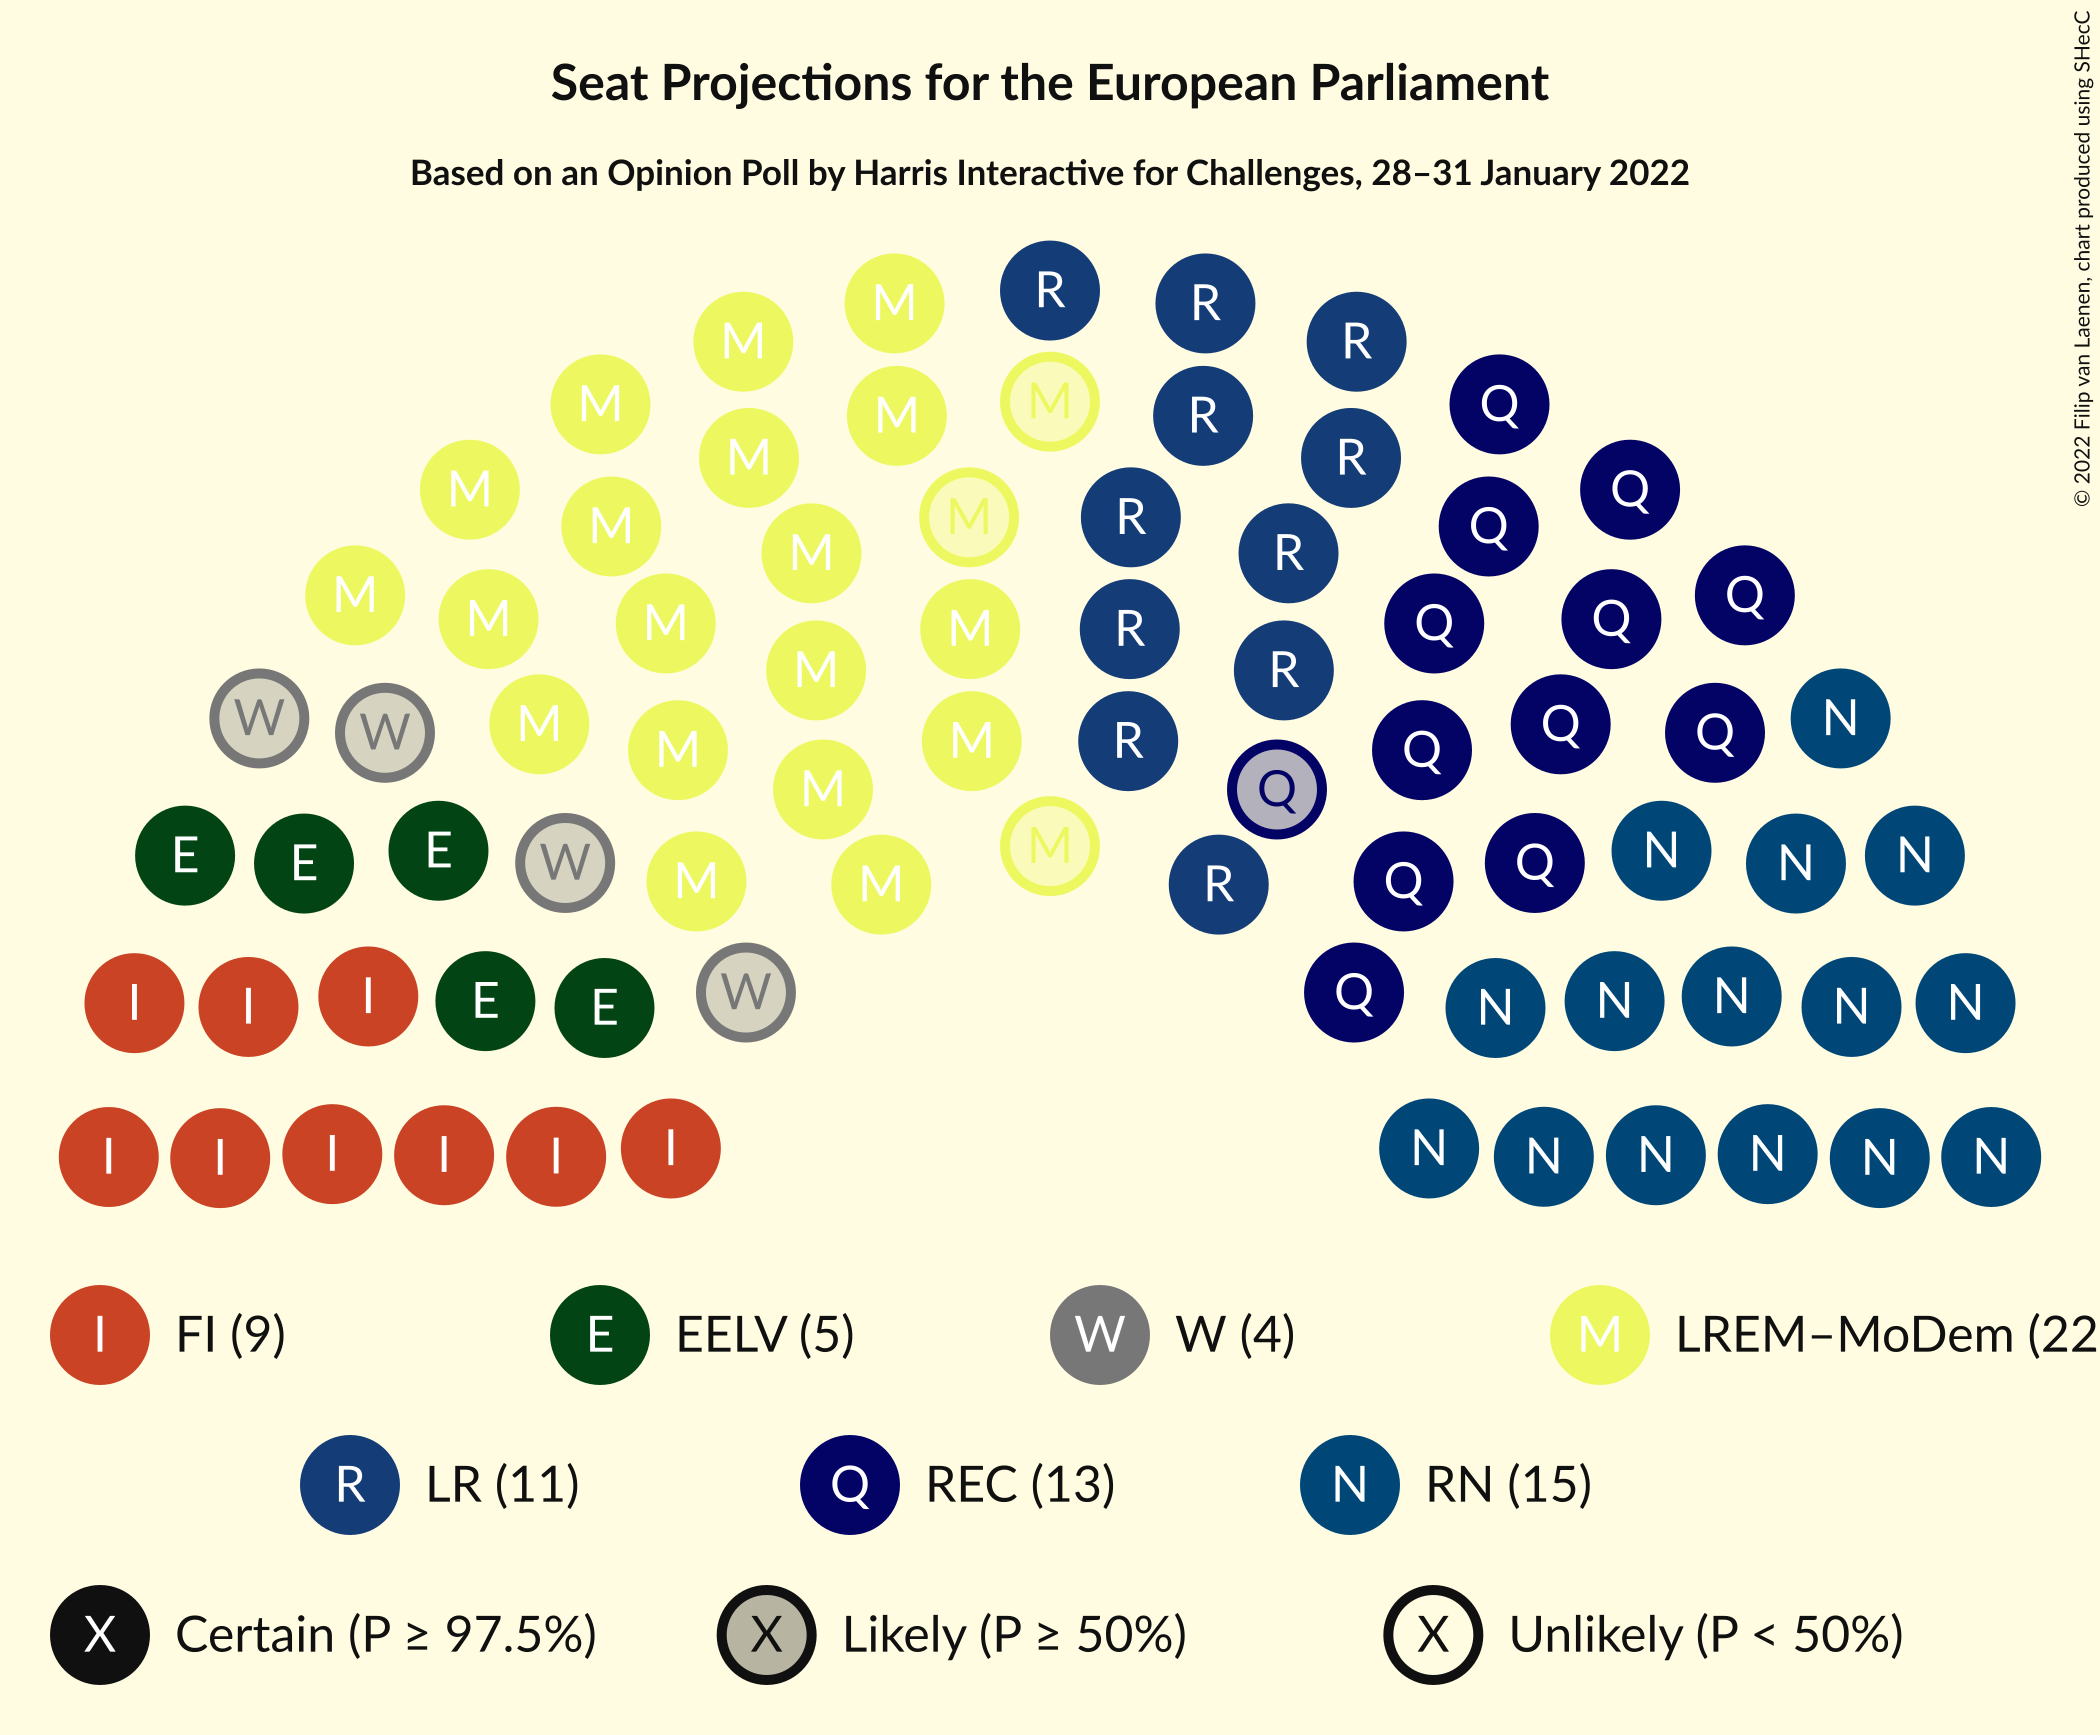 Seat Projections for the European Parliament
Based on an Opinion Poll by Harris Interactive for Challenges, 28–31 January 2022
© 2022 Filip van Laenen, chart produced using SHecC
R
M R
M R
M Q
M M R
M
M R
Q
M Q
M M R
M R
M Q
M M R
M Q
M Q
M R
W W M Q Q N
M M R Q
M Q
E E E W N N N
M Q
M M R Q
I I I E E W Q N N N N N
I I I I I I N N N N N N
I FI (9) E EELV (5) W W (4) M LREM–MoDem (22
R LR (11) Q REC (13) N RN (15)
X Certain (P ≥ 97.5%) X Likely (P ≥ 50%) X Unlikely (P < 50%)